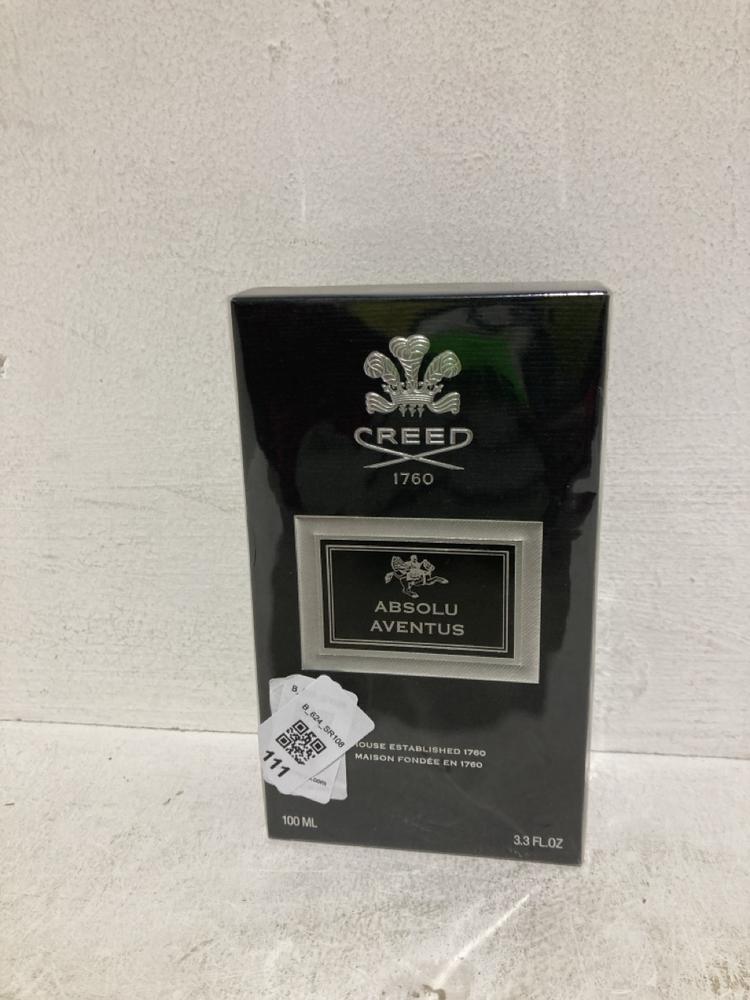 CREED
1760
ABSOLU
AVENTUS
B_624_SR108
111
.com
HOUSE ESTABLISHED 1760
MAISON FONDÉE EN 1760
100 ML
3.3 FL.OZ